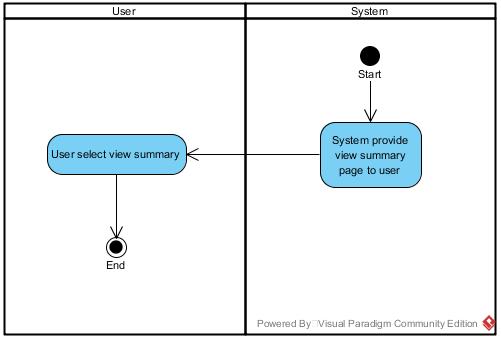 User
System
Start
System provide
view summary
page to user
User select view summary
End
Powered By Visual Paradigm Community Edition